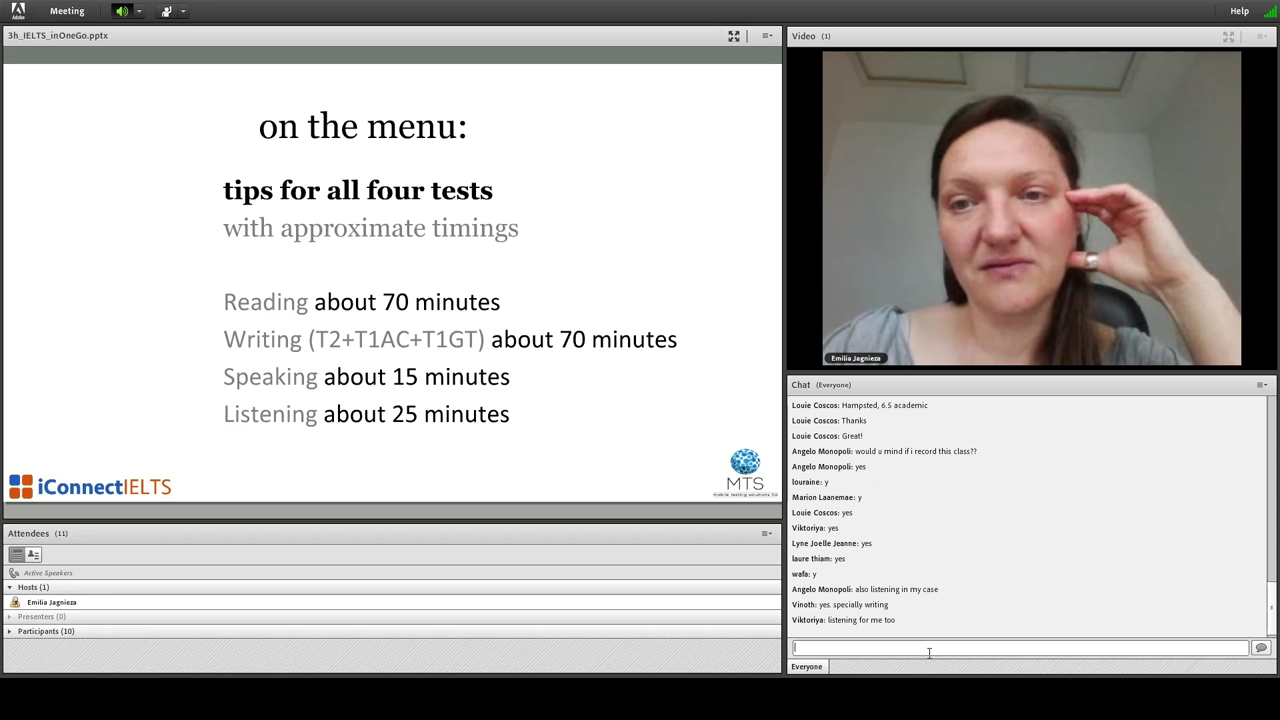 Meeting
Help
Adobe
3h_IELTS_inOneGo.pptx
on the menu:
tips for all four tests
with approximate timings
Reading about 70 minutes
Writing (T2+T1AC+T1GT) about 70 minutes
Speaking about 15 minutes
Listening about 25 minutes
iConnectIELTS
MTS
mobile testing solutions ltd
Attendees (11)
Active Speakers
Hosts (1)
Emilia Jagnieza
Presenters (0)
Participants (10)
Video (1)
Emilia Jagnieza
Chat (Everyone)
Louie Coscos: Hampsted, 6.5 academic
Louie Coscos: Thanks
Louie Coscos: Great!
Angelo Monopoli: would u mind if i record this class??
Angelo Monopoli: yes
louraine: y
Marion Laanemae: y
Louie Coscos: yes
Viktoriya: yes
Lyne Joelle Jeanne: yes
laure thiam: yes
wafa: y
Angelo Monopoli: also listening in my case
Vinoth: yes. specially writing
Viktoriya: listening for me too
Everyone